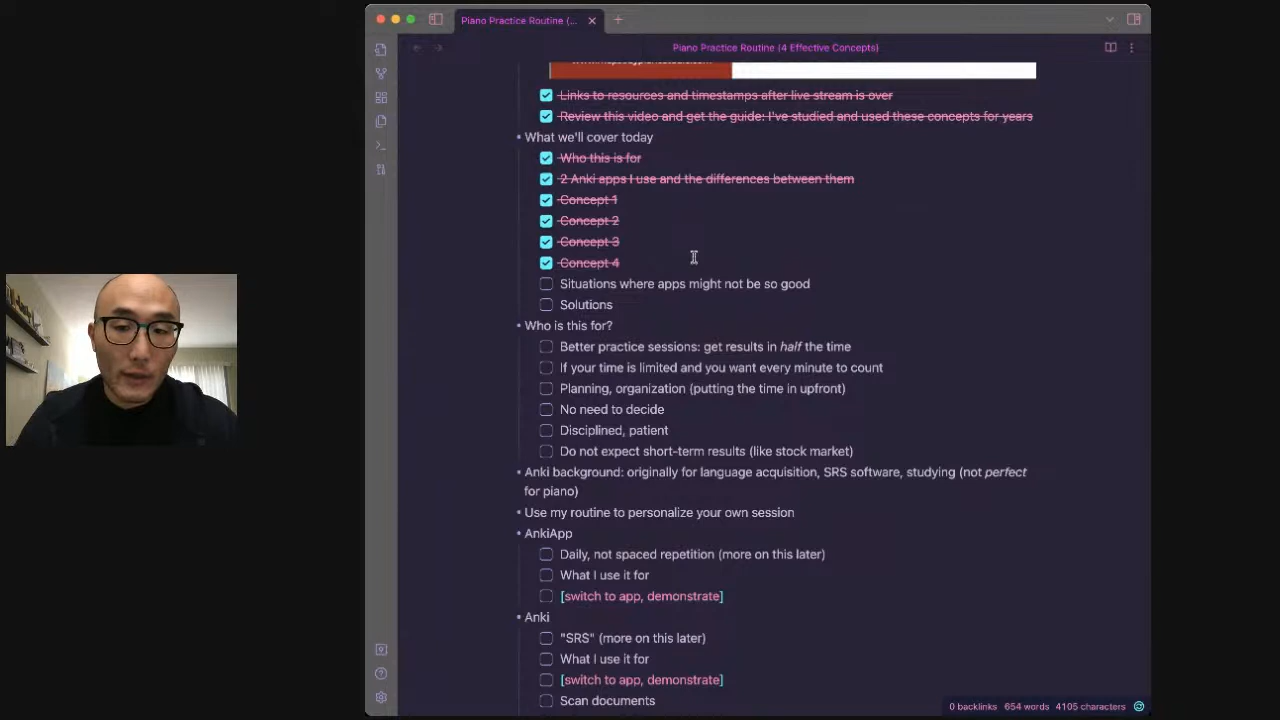 Piano Practice Routine (...
Piano Practice Routine (4 Effective Concepts)
Links to resources and timestamps after live stream is over
Review this video and get the guide: I've studied and used these concepts for years
What we'll cover today
Who this is for
2 Anki apps I use and the differences between them
Concept 1
Concept 2
Concept 3
Concept 4
Situations where apps might not be so good
Solutions
Who is this for?
Better practice sessions: get results in half the time
If your time is limited and you want every minute to count
Planning, organization (putting the time in upfront)
No need to decide
Disciplined, patient
Do not expect short-term results (like stock market)
Anki background: originally for language acquisition, SRS software, studying (not perfect
for piano)
Use my routine to personalize your own session
AnkiApp
Daily, not spaced repetition (more on this later)
What I use it for
[switch to app, demonstrate]
Anki
"SRS" (more on this later)
What I use it for
[switch to app, demonstrate]
Scan documents
0 backlinks 654 words 4105 characters